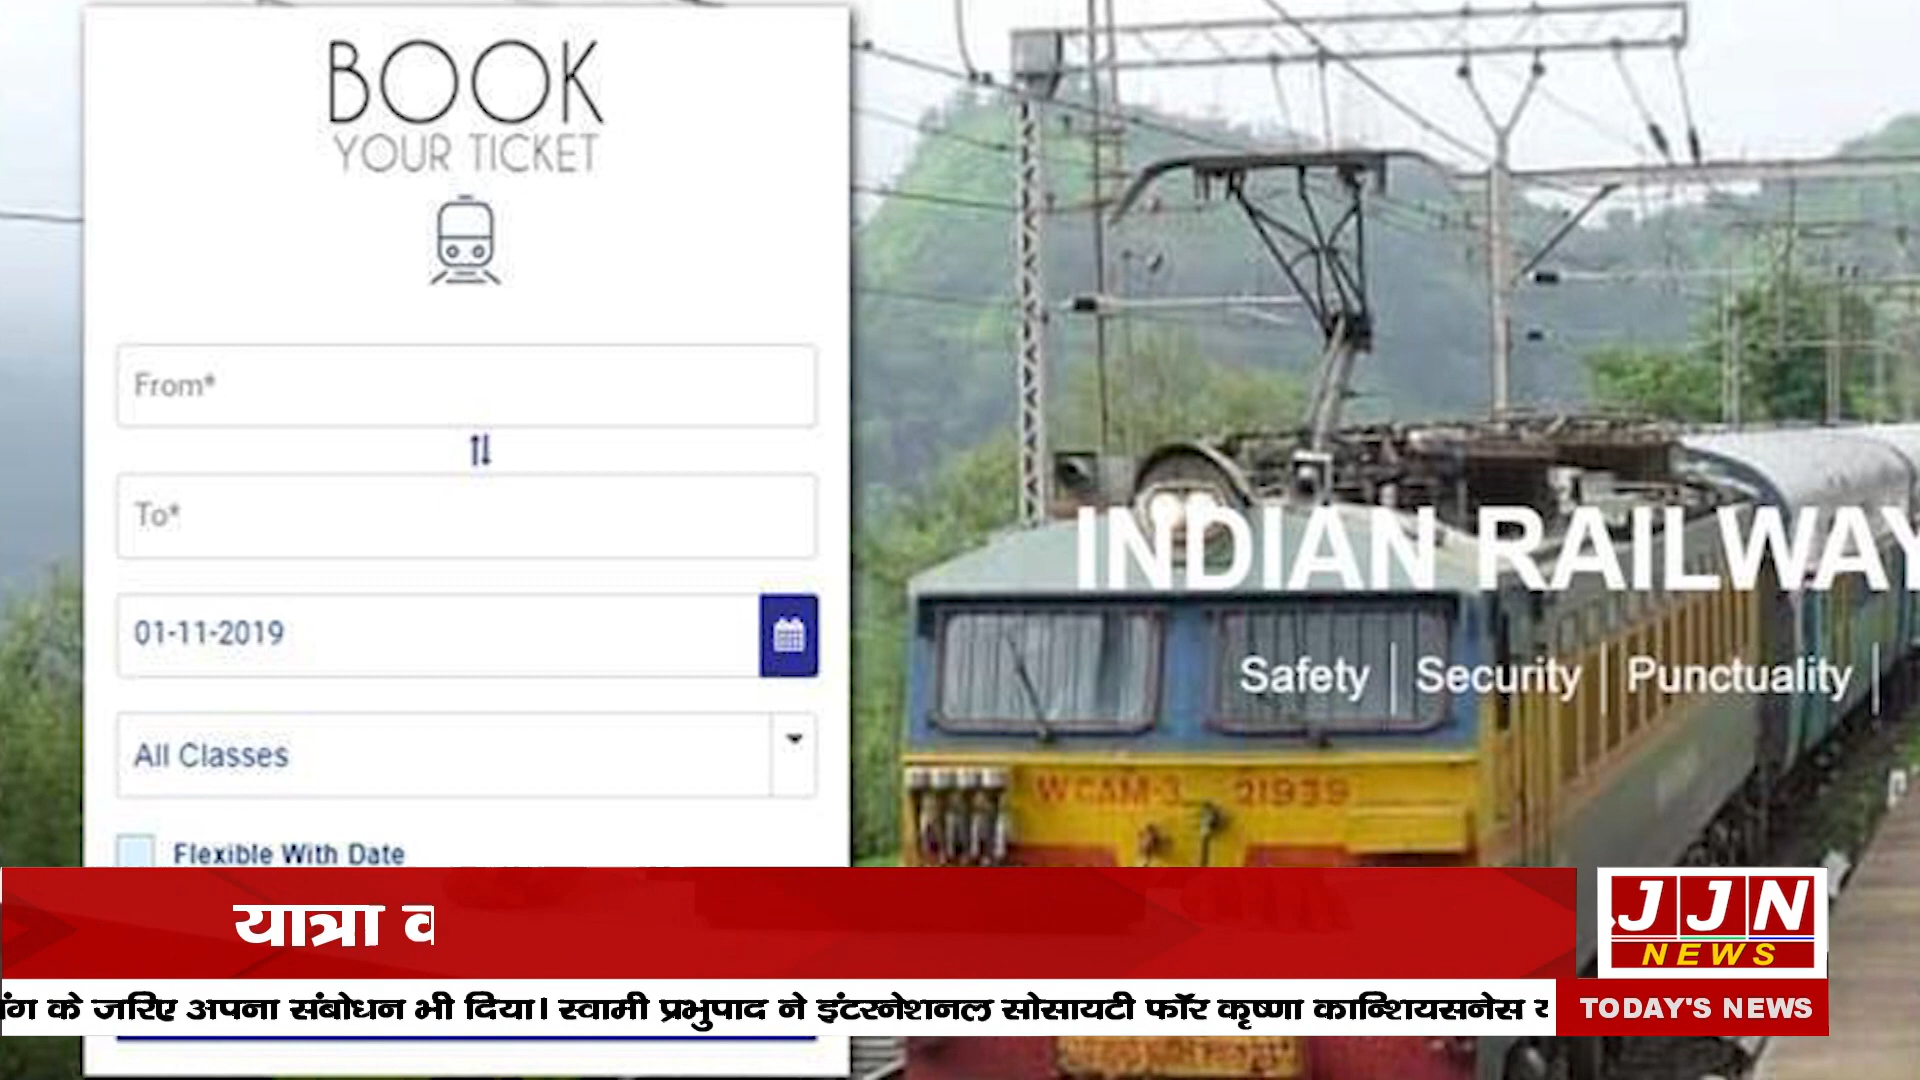 BOOK
YOUR TICKET
From*
To*
01-11-2019
All Classes
Flexible With Date
INDIAN RAILWAY
Safety | Security | Punctuality |
WCAM-3 21939
यात्रा
JJN
NEWS
के जरिए अपना संबोधन भी दिया। स्वामी प्रभुपाद ने इंटरनेशनल सोसायटी फॉर कृष्णा कान्शियसनेस
TODAY'S NEWS